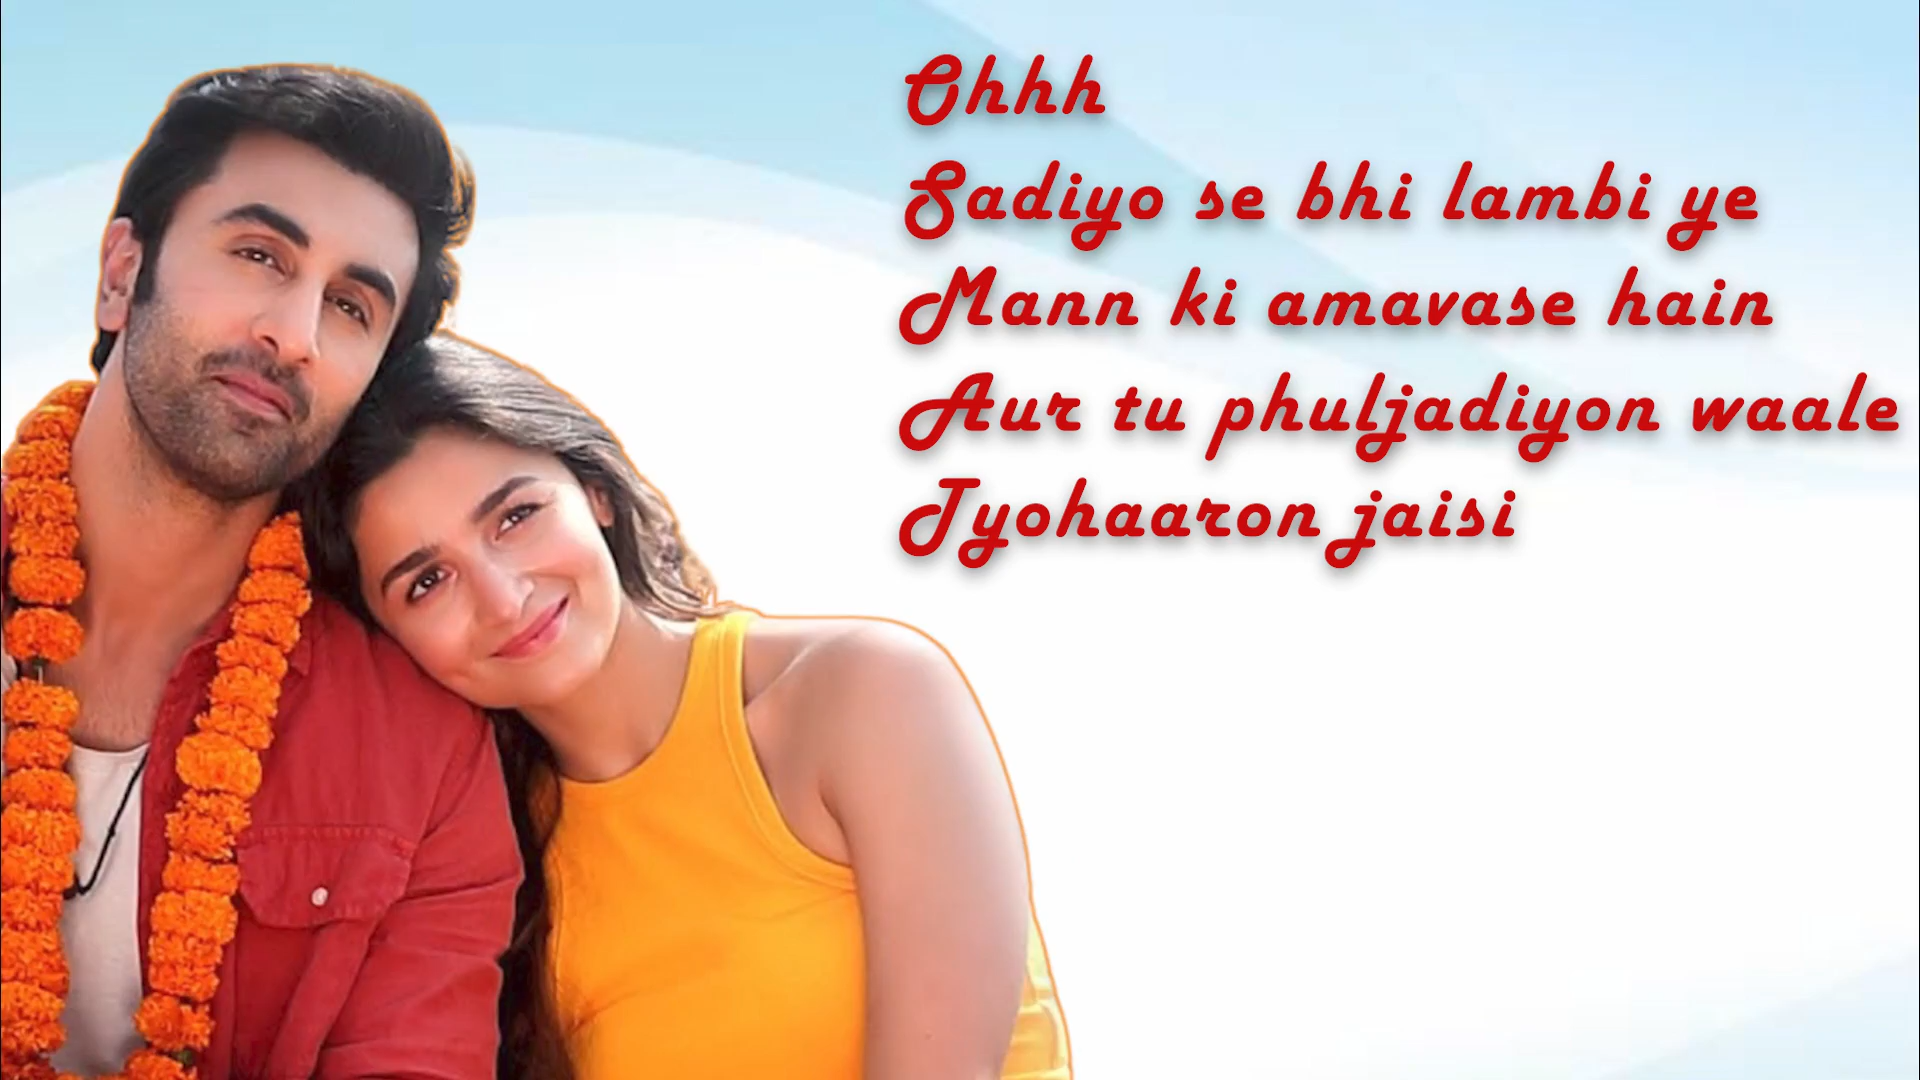 Ohhh
Sadiyo se bhi lambi ye
Mann ki amavase hain
Aur tu phuljadiyon waale
Tyohaaron jaisi